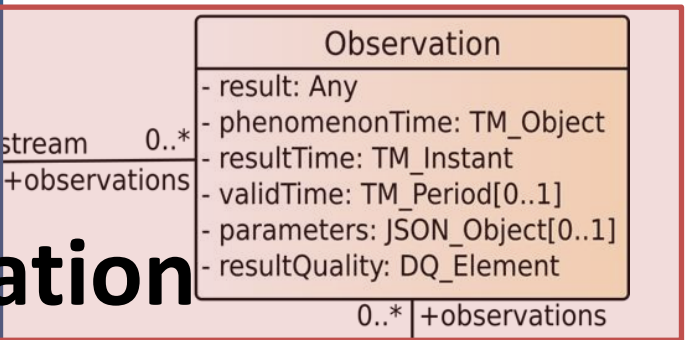 Observation
- result: Any
- phenomenonTime: TM_Object
stream 0..*
- resultTime: TM_Instant
+observations
- validTime: TM_Period[0..1]
- parameters: JSON_Object[0..1]
ation
- resultQuality: DQ_Element
0..* +observations